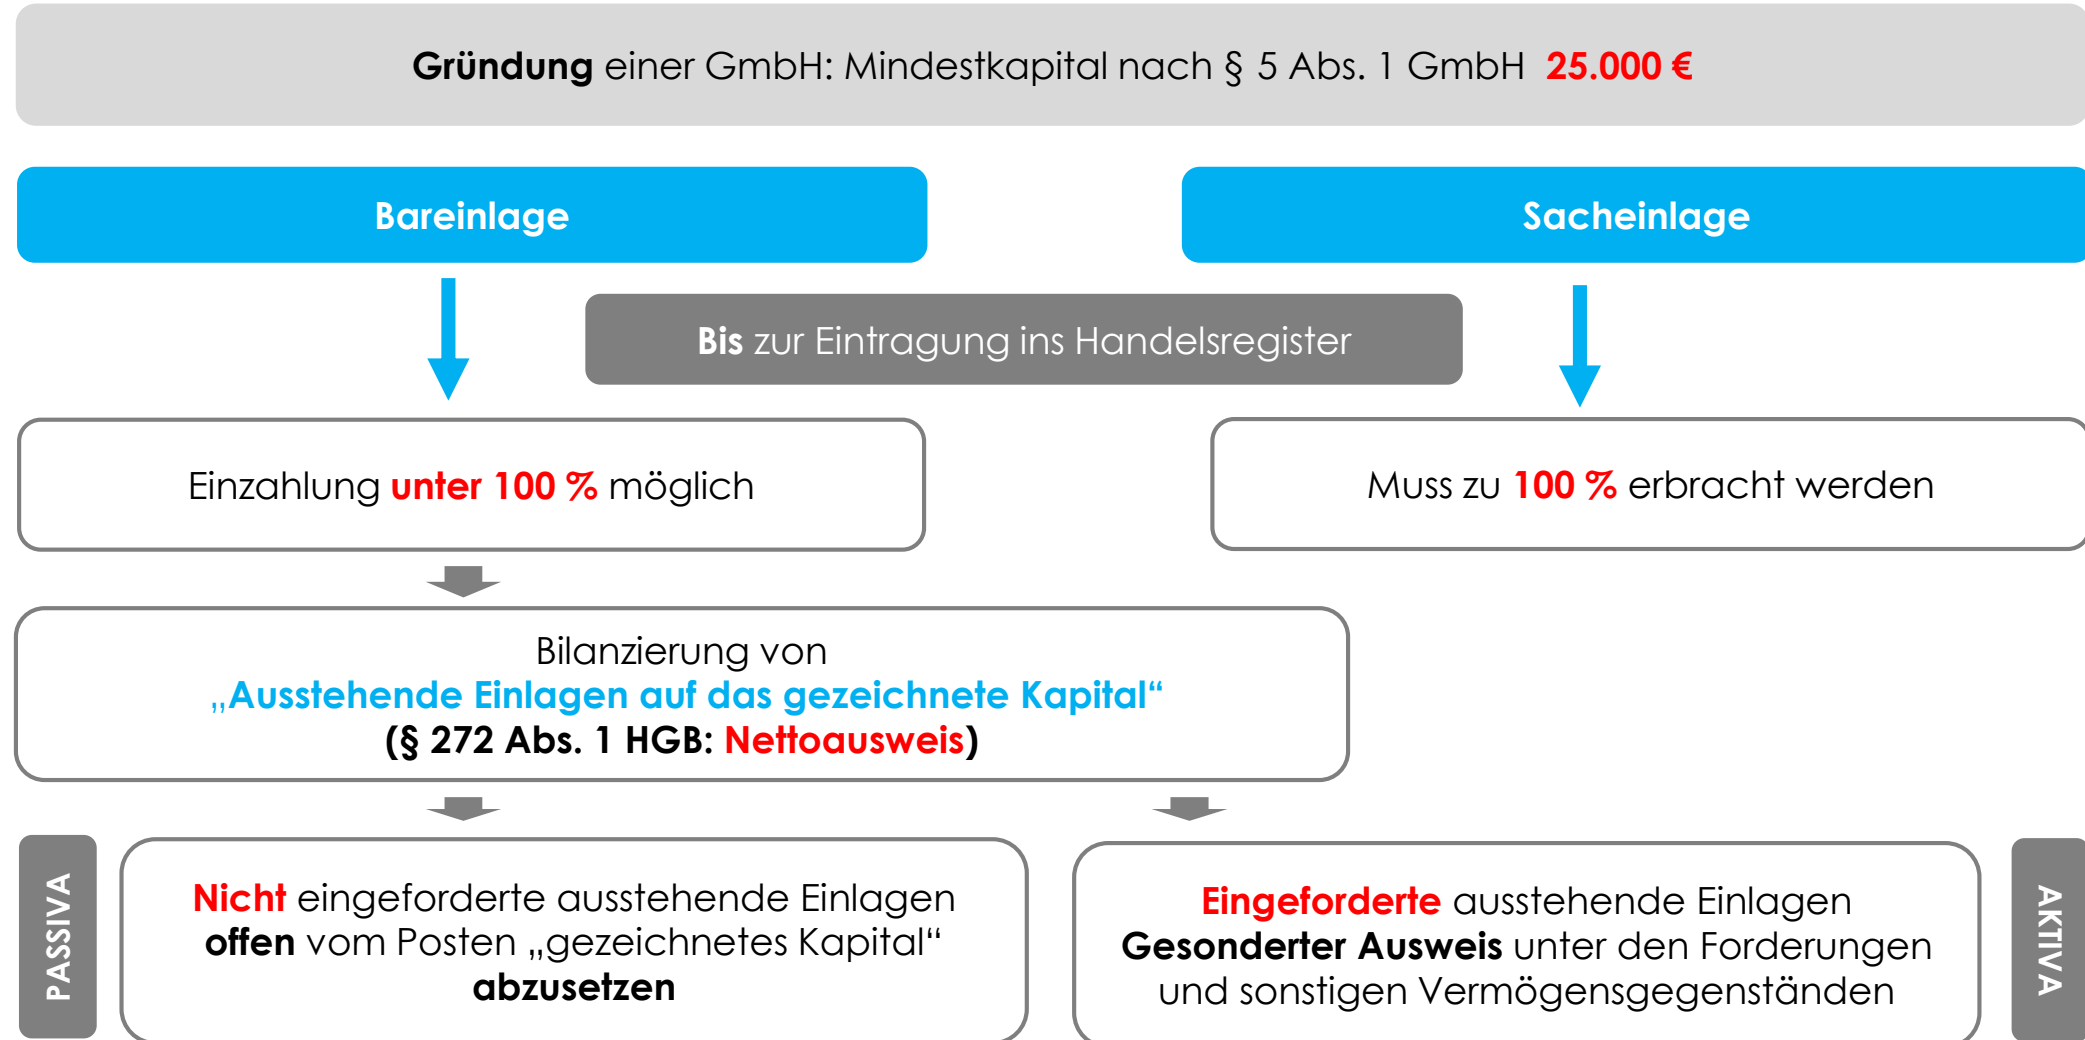 Gründung einer GmbH: Mindestkapital nach § 5 Abs. 1 GmbH 25.000 €
Bareinlage
Sacheinlage
Bis zur Eintragung ins Handelsregister
Einzahlung unter 100 % möglich
Muss zu 100 % erbracht werden
Bilanzierung von
„Ausstehende Einlagen auf das gezeichnete Kapital“
(§ 272 Abs. 1 HGB: Nettoausweis)
PASSIVA
Nicht eingeforderte ausstehende Einlagen
offen vom Posten „gezeichnetes Kapital“
abzusetzen
Eingeforderte ausstehende Einlagen
Gesonderter Ausweis unter den Forderungen
und sonstigen Vermögensgegenständen
AKTIVA